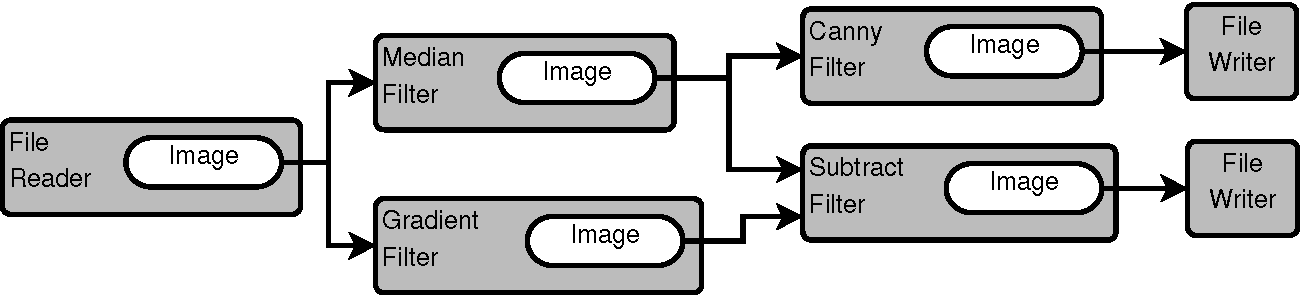 File
Reader
Image
Median
Filter
Image
Gradient
Filter
Image
Canny
Filter
Image
Subtract
Filter
Image
File
Writer
File
Writer